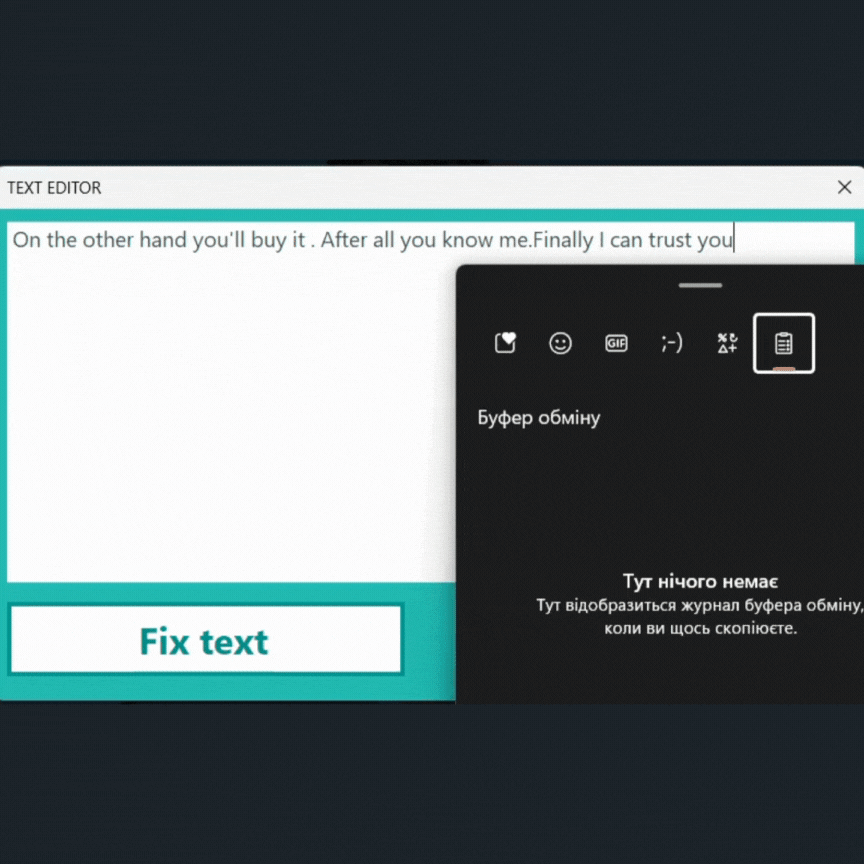 TEXT EDITOR
On the other hand you'll buy it . After all you know me.Finally I can trust you
GIF
;-)
Буфер обміну
Тут нічого немає
Тут відобразиться журнал буфера обміну,
коли ви щось скопіюєте.
Fix text